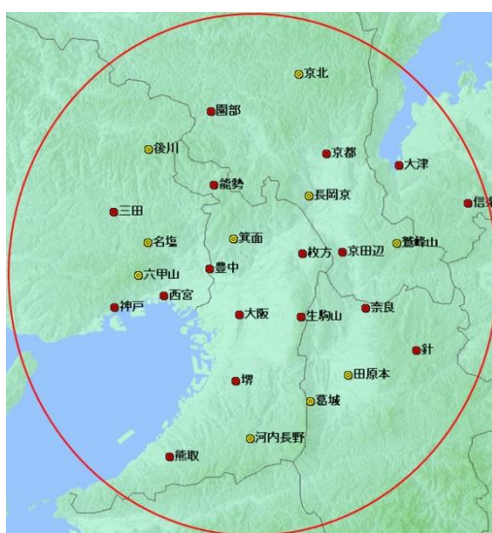 京北
園部
後川
京都
大津
能勢
長岡京
信楽
三田
名塩
箕面
鷲峰山
枚方
京田辺
豊中
六甲山
西宮
神戸
大阪
生駒山
奈良
針
田原本
堺
葛城
河内長野
熊取